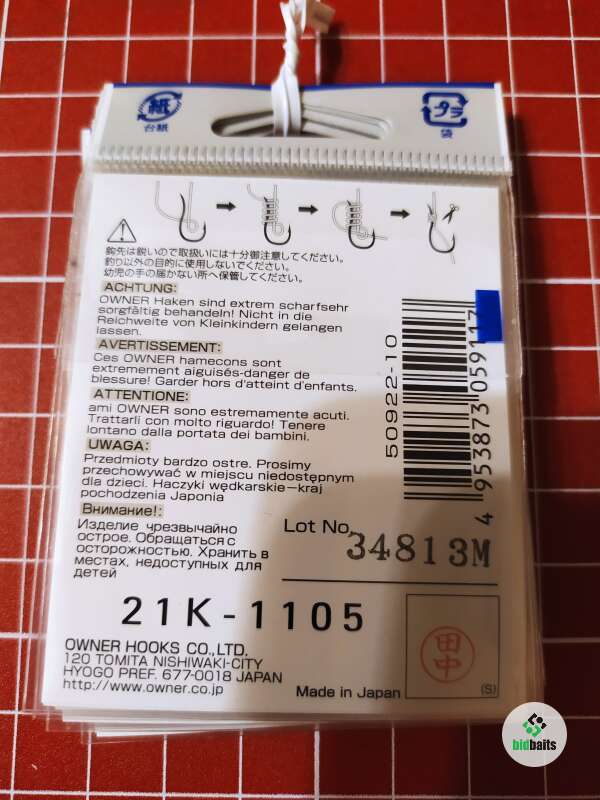 紙
台紙
プラ
袋
鈎先は鋭いので取扱いには十分御注意してください。
釣り以外の目的に使用しないでください。
幼児の手の届かない所へ保管してください。
ACHTUNG:
OWNER Haken sind extrem scharfsehr
sorgfältig behandeln! Nicht in die
Reichweite von Kleinkindern gelangen
lassen.
AVERTISSEMENT:
Ces OWNER hamecons sont
extremement aiguisés-danger de
blessure! Garder hors d'atteint d'enfants.
ATTENTIONE:
ami OWNER sono estremamente acuti.
Trattarli con molto riguardo! Tenere
lontano dalla portata dei bambini.
UWAGA:
Przedmioty bardzo ostre. Prosimy
przechowywać w miejscu niedostępnym
dla dzieci. Haczyki wędkarskie—kraj
pochodzenia Japonia
Внимание!:
Изделие чрезвычайно
острое. Обращаться с
осторожностью. Хранить в
местах, недоступных для
детей
50922-10
4 953873 059117
Lot No.
34813M
21K-1105
OWNER HOOKS CO.,LTD.
120 TOMITA NISHIWAKI-CITY
HYOGO PREF. 677-0018 JAPAN
http://www.owner.co.jp
Made in Japan
田中
(S)
bidbaits